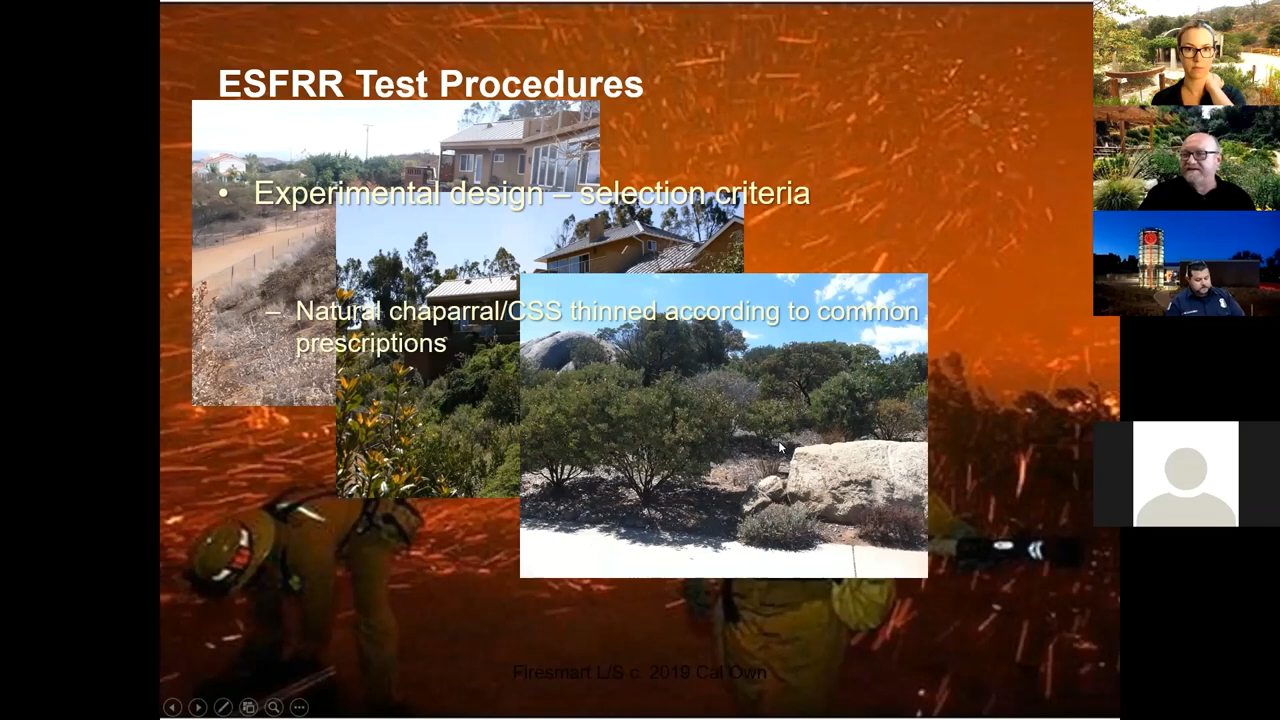 ESFRR Test Procedures
• Experimental design – selection criteria
– Natural chaparral/CSS thinned according to common
prescriptions
Firesmart L/S c. 2019 Cal Own